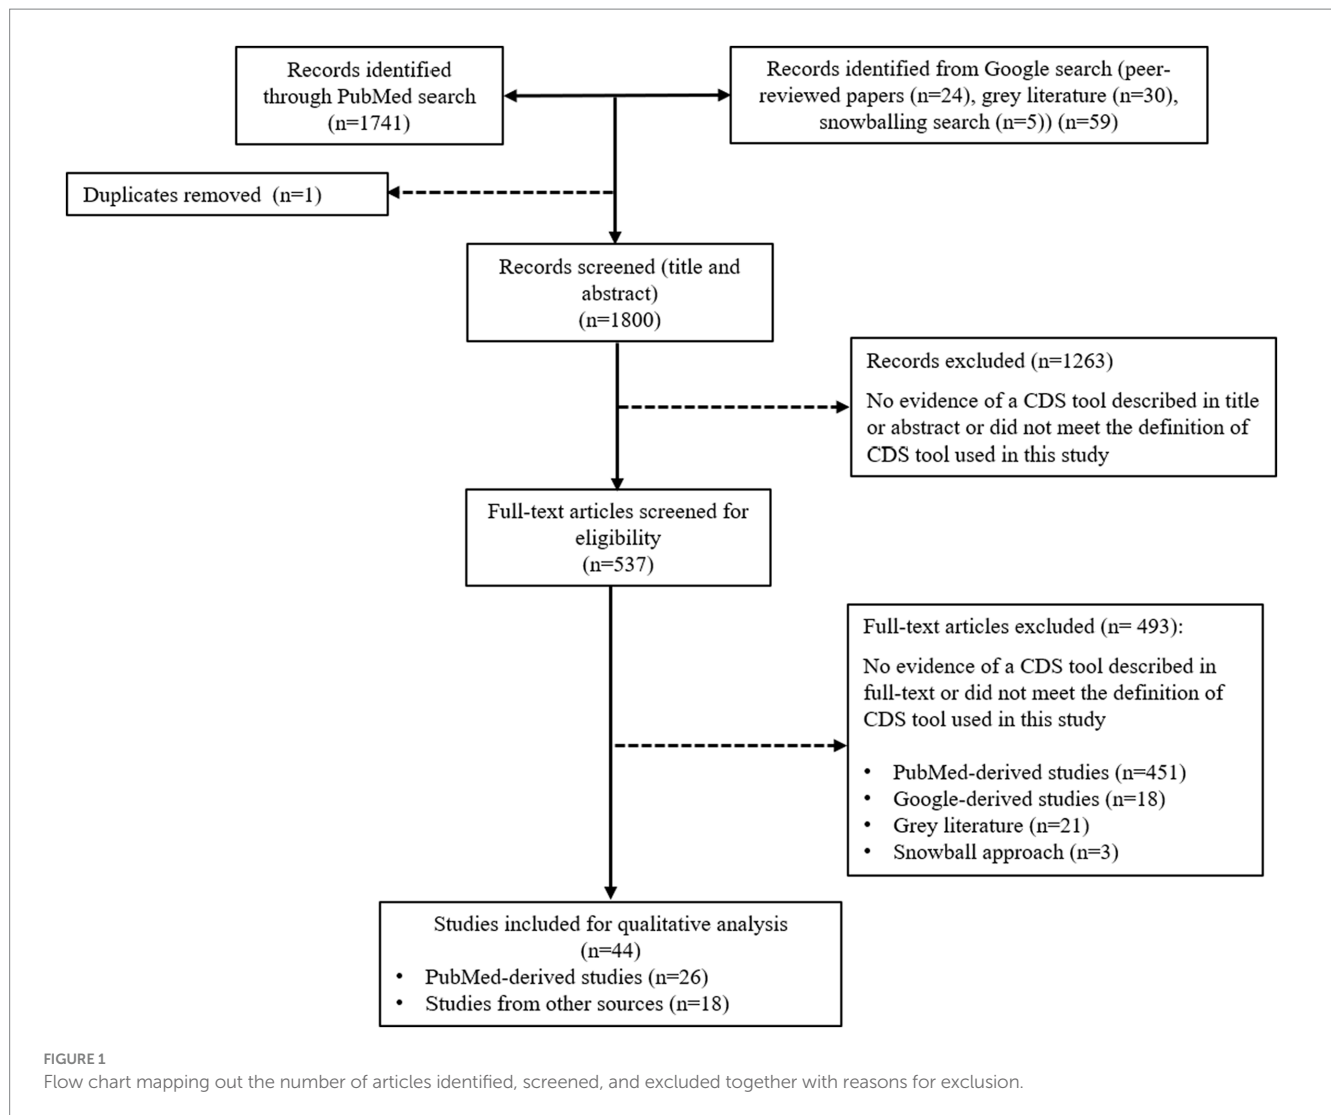 Records identified
through PubMed search
(n=1741)
Records identified from Google search (peer-
reviewed papers (n=24), grey literature (n=30),
snowballing search (n=5)) (n=59)
Duplicates removed (n=1)
Records screened (title and
abstract)
(n=1800)
Records excluded (n=1263)
No evidence of a CDS tool described in title
or abstract or did not meet the definition of
CDS tool used in this study
Full-text articles screened for
eligibility
(n=537)
Full-text articles excluded (n= 493):
No evidence of a CDS tool described in
full-text or did not meet the definition of
CDS tool used in this study
• PubMed-derived studies (n=451)
• Google-derived studies (n=18)
• Grey literature (n=21)
• Snowball approach (n=3)
Studies included for qualitative analysis
(n=44)
• PubMed-derived studies (n=26)
• Studies from other sources (n=18)
FIGURE 1
Flow chart mapping out the number of articles identified, screened, and excluded together with reasons for exclusion.